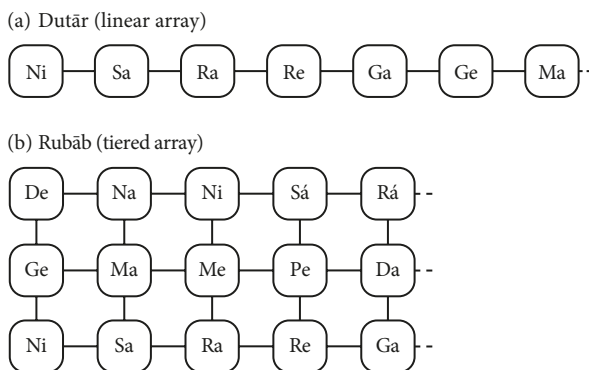 (a) Dutār (linear array)
Ni Sa Ra Re Ga Ge Ma
(b) Rubāb (tiered array)
De Na Ni Sá Rá
Ge Ma Me Pe Da
Ni Sa Ra Re Ga